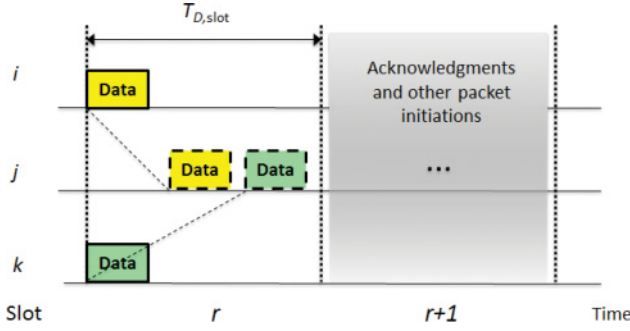 T_D,slot
i
Data
Acknowledgments
and other packet
initiations
j
Data
Data
...
k
Data
Slot
r
r+1
Time